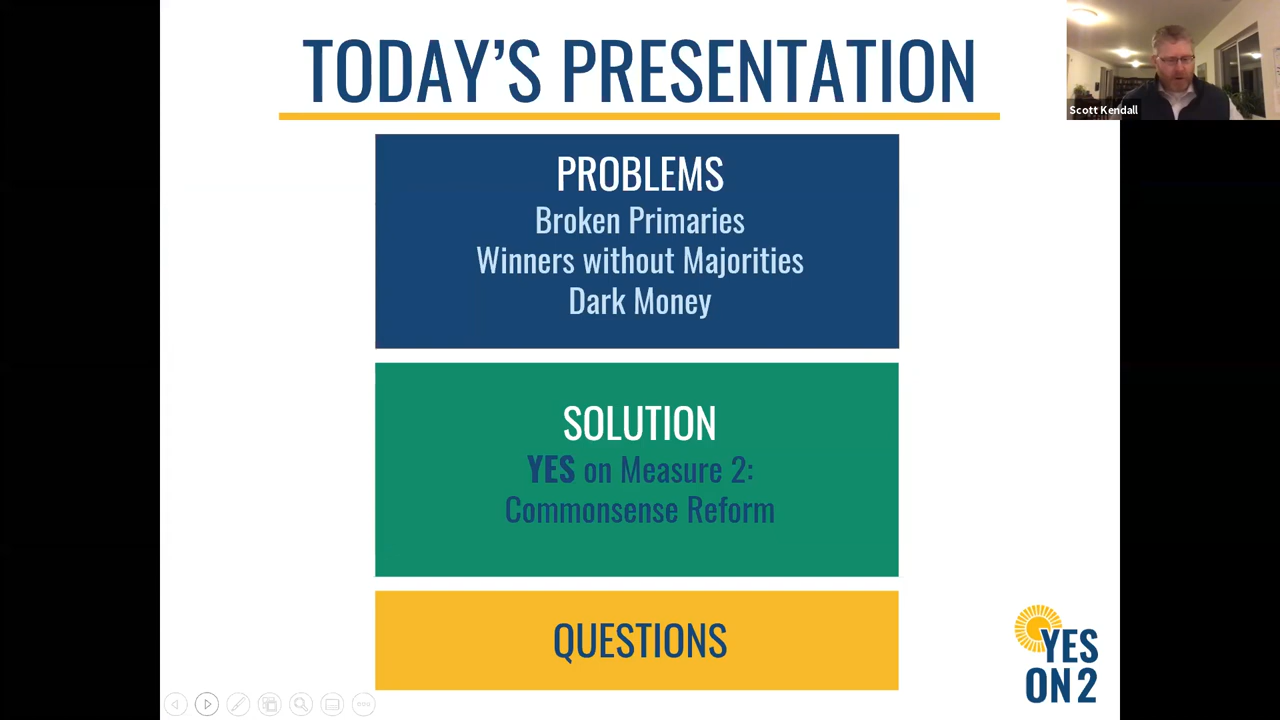 TODAY'S PRESENTATION
Scott Kendall
PROBLEMS
Broken Primaries
Winners without Majorities
Dark Money
SOLUTION
YES on Measure 2:
Commonsense Reform
QUESTIONS
YES
ON 2